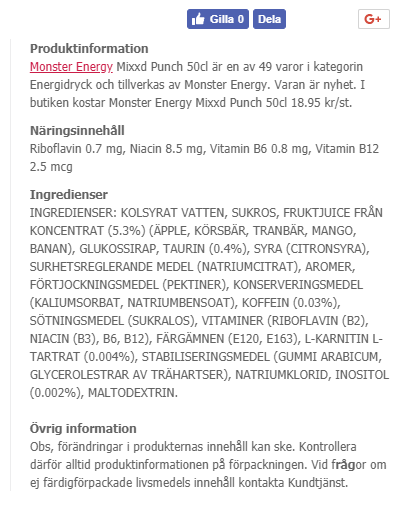 Gilla 0 Dela G+
Produktinformation
Monster Energy Mixxd Punch 50cl är en av 49 varor i kategorin
Energidryck och tillverkas av Monster Energy. Varan är nyhet. I
butiken kostar Monster Energy Mixxd Punch 50cl 18.95 kr/st.
Näringsinnehåll
Riboflavin 0.7 mg, Niacin 8.5 mg, Vitamin B6 0.8 mg, Vitamin B12
2.5 mcg
Ingredienser
INGREDIENSER: KOLSYRAT VATTEN, SUKROS, FRUKTJUICE FRÅN
KONCENTRAT (5.3%) (ÄPPLE, KÖRSBÄR, TRANBÄR, MANGO,
BANAN), GLUKOSSIRAP, TAURIN (0.4%), SYRA (CITRONSYRA),
SURHETSREGLERANDE MEDEL (NATRIUMCITRAT), AROMER,
FÖRTJOCKNINGSMEDEL (PEKTINER), KONSERVERINGSMEDEL
(KALIUMSORBAT, NATRIUMBENSOAT), KOFFEIN (0.03%),
SÖTNINGSMEDEL (SUKRALOS), VITAMINER (RIBOFLAVIN (B2),
NIACIN (B3), B6, B12), FÄRGÄMNEN (E120, E163), L-KARNITIN L-
TARTRAT (0.004%), STABILISERINGSMEDEL (GUMMI ARABICUM,
GLYCEROLESTRAR AV TRÄHARTSER), NATRIUMKLORID, INOSITOL
(0.002%), MALTODEXTRIN.
Övrig information
Obs, förändringar i produkternas innehåll kan ske. Kontrollera
därför alltid produktinformationen på förpackningen. Vid frågor om
ej färdigförpackade livsmedels innehåll kontakta Kundtjänst.